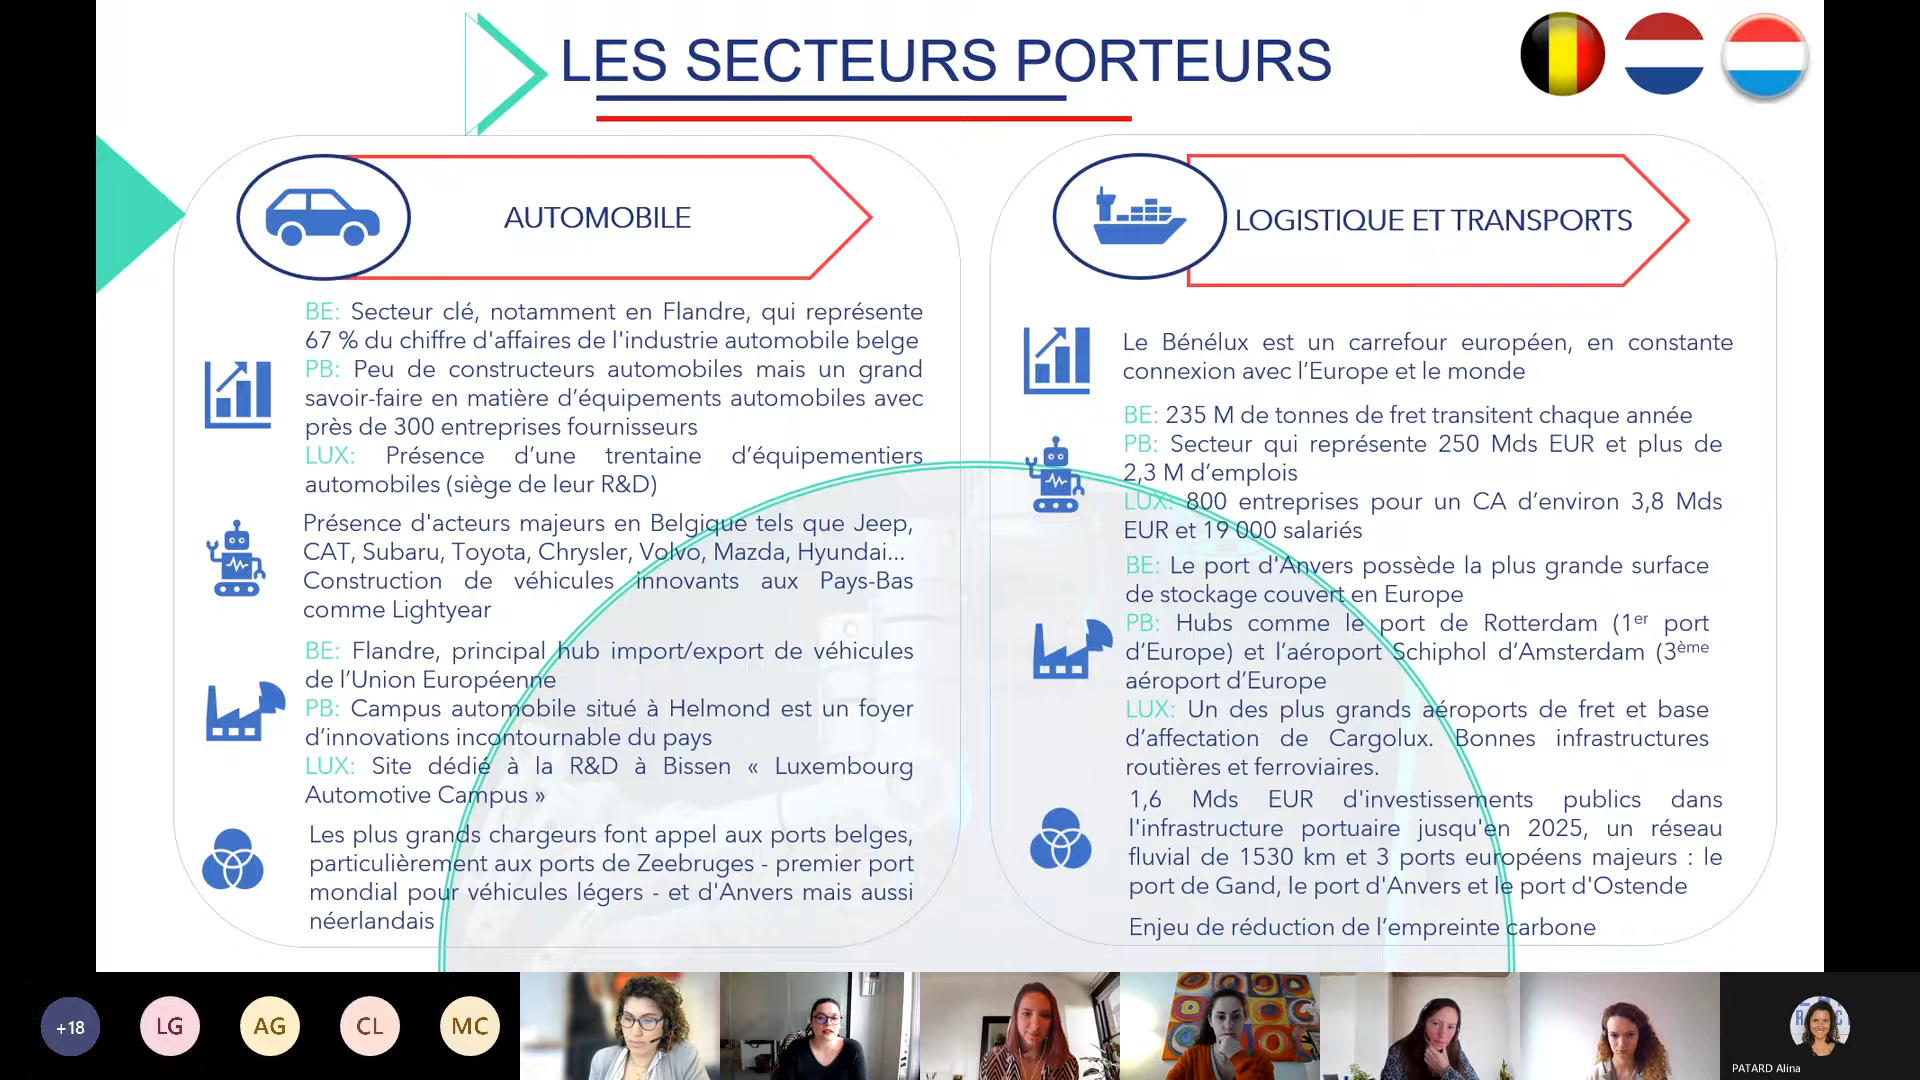 LES SECTEURS PORTEURS
AUTOMOBILE
BE: Secteur clé, notamment en Flandre, qui représente
67 % du chiffre d'affaires de l'industrie automobile belge
PB: Peu de constructeurs automobiles mais un grand
savoir-faire en matière d'équipements automobiles avec
près de 300 entreprises fournisseurs
LUX: Présence d'une trentaine d'équipementiers
automobiles (siège de leur R&D)
Présence d'acteurs majeurs en Belgique tels que Jeep,
CAT, Subaru, Toyota, Chrysler, Volvo, Mazda, Hyundai...
Construction de véhicules innovants aux Pays-Bas
comme Lightyear
BE: Flandre, principal hub import/export de véhicules
de l'Union Européenne
PB: Campus automobile situé à Helmond est un foyer
d'innovations incontournable du pays
LUX: Site dédié à la R&D à Bissen « Luxembourg
Automotive Campus »
Les plus grands chargeurs font appel aux ports belges,
particulièrement aux ports de Zeebruges - premier port
mondial pour véhicules légers - et d'Anvers mais aussi
néerlandais
LOGISTIQUE ET TRANSPORTS
Le Bénélux est un carrefour européen, en constante
connexion avec l'Europe et le monde
BE: 235 M de tonnes de fret transitent chaque année
PB: Secteur qui représente 250 Mds EUR et plus de
2,3 M d'emplois
LUX: 800 entreprises pour un CA d'environ 3,8 Mds
EUR et 19 000 salariés
BE: Le port d'Anvers possède la plus grande surface
de stockage couvert en Europe
PB: Hubs comme le port de Rotterdam (1er port
d'Europe) et l'aéroport Schiphol d'Amsterdam (3ème
aéroport d'Europe
LUX: Un des plus grands aéroports de fret et base
d'affectation de Cargolux. Bonnes infrastructures
routières et ferroviaires.
1,6 Mds EUR d'investissements publics dans
l'infrastructure portuaire jusqu'en 2025, un réseau
fluvial de 1530 km et 3 ports européens majeurs : le
port de Gand, le port d'Anvers et le port d'Ostende
Enjeu de réduction de l'empreinte carbone
+18
LG
AG
CL
MC
PATARD Alina